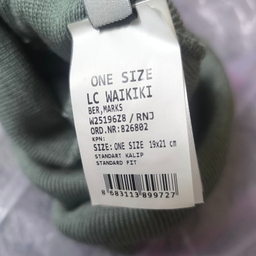 ONE SIZE
LC WAIKIKI
BER,MARKS
W25196Z8 / RNJ
ORD.NR:826802
KPN:
SIZE: ONE SIZE 19x21 cm
STANDART KALIP
STANDARD FIT
8 683113 899727